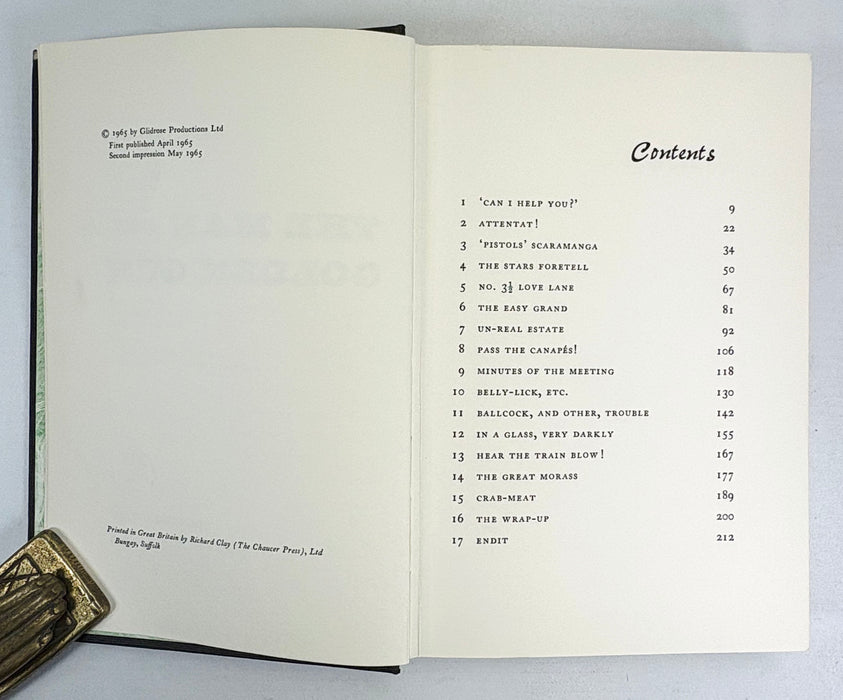 © 1965 by Glidrose Productions Ltd
First published April 1965
Second impression May 1965
Printed in Great Britain by Richard Clay (The Chaucer Press), Ltd
Bungay, Suffolk
Contents
1 ‘CAN I HELP YOU?’ 9
2 ATTENTAT! 22
3 ‘PISTOLS’ SCARAMANGA 34
4 THE STARS FORETELL 50
5 NO. 3½ LOVE LANE 67
6 THE EASY GRAND 81
7 UN-REAL ESTATE 92
8 PASS THE CANAPÉS! 106
9 MINUTES OF THE MEETING 118
10 BELLY-LICK, ETC. 130
11 BALLCOCK, AND OTHER, TROUBLE 142
12 IN A GLASS, VERY DARKLY 155
13 HEAR THE TRAIN BLOW! 167
14 THE GREAT MORASS 177
15 CRAB-MEAT 189
16 THE WRAP-UP 200
17 ENDIT 212